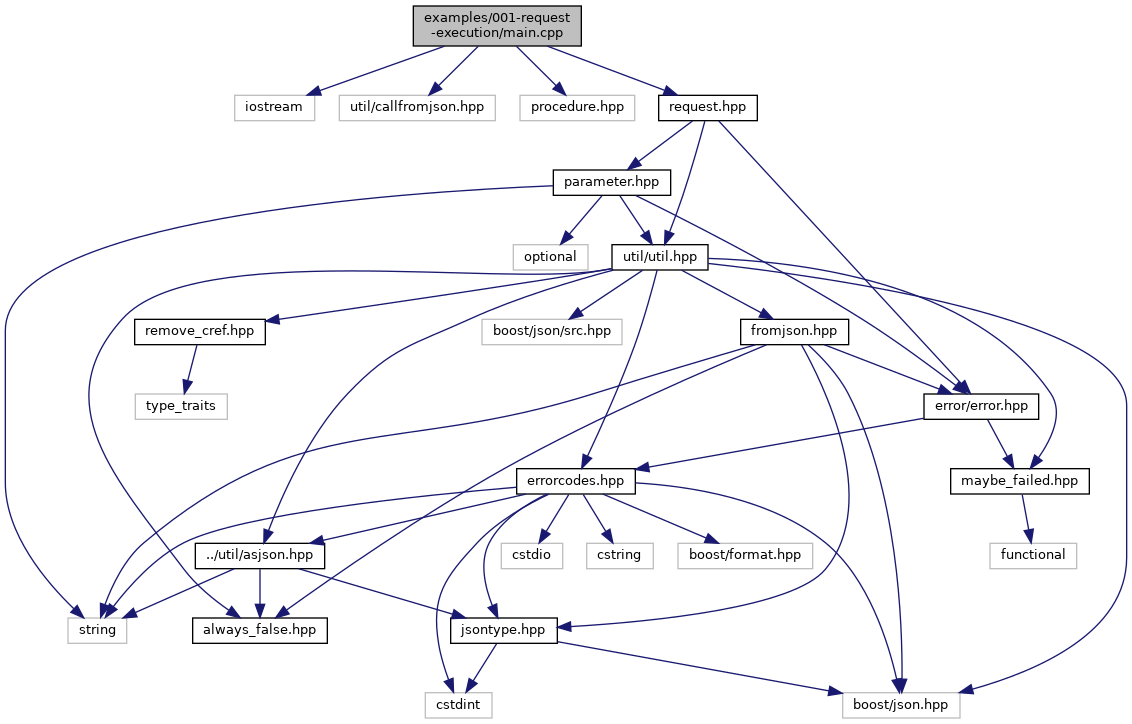 examples/001-request
-execution/main.cpp
iostream
util/callfromjson.hpp
procedure.hpp
request.hpp
parameter.hpp
optional
util/util.hpp
remove_cref.hpp
boost/json/src.hpp
fromjson.hpp
type_traits
error/error.hpp
errorcodes.hpp
maybe_failed.hpp
../util/asjson.hpp
cstdio
cstring
boost/format.hpp
functional
string
always_false.hpp
jsontype.hpp
cstdint
boost/json.hpp